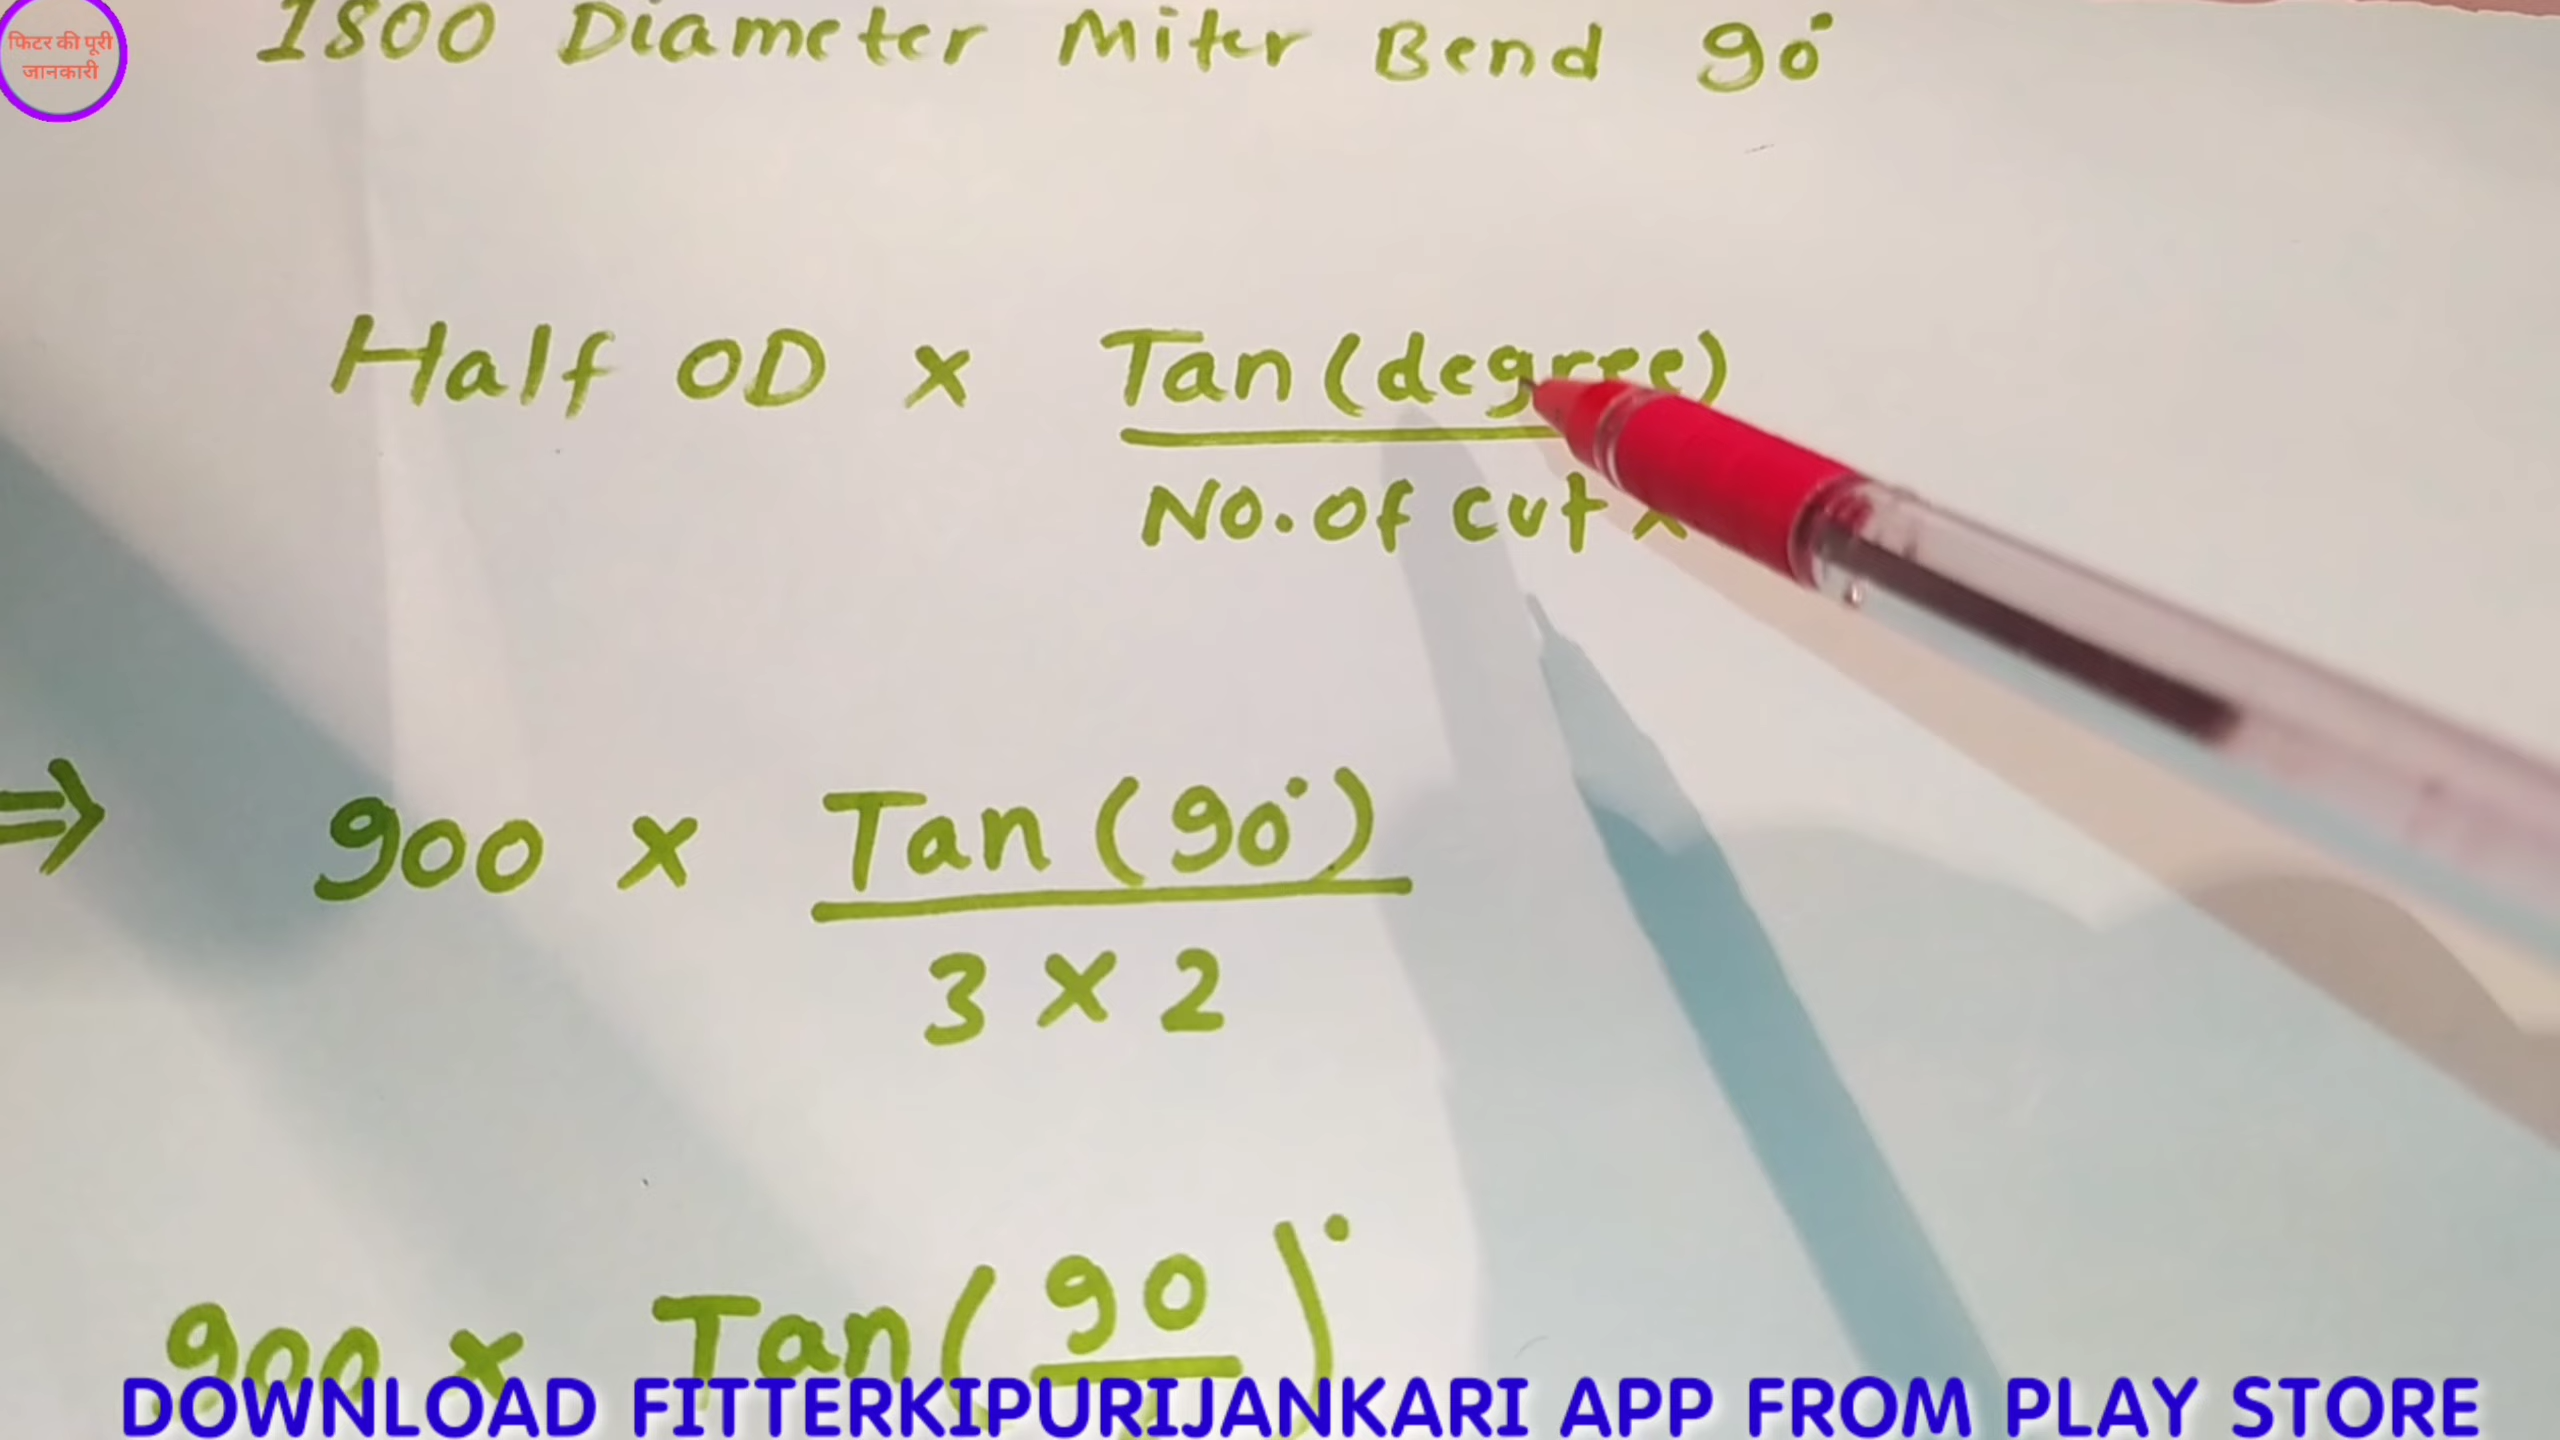 फिटर की पूरी
जानकारी
1800 Diameter Miter Bend 90°
Half OD × Tan (degree)
No. of cut ×
⇒ 900 × Tan (90°)
3 × 2
900 × Tan (90)°
DOWNLOAD FITTERKIPURIJANKARI APP FROM PLAY STORE